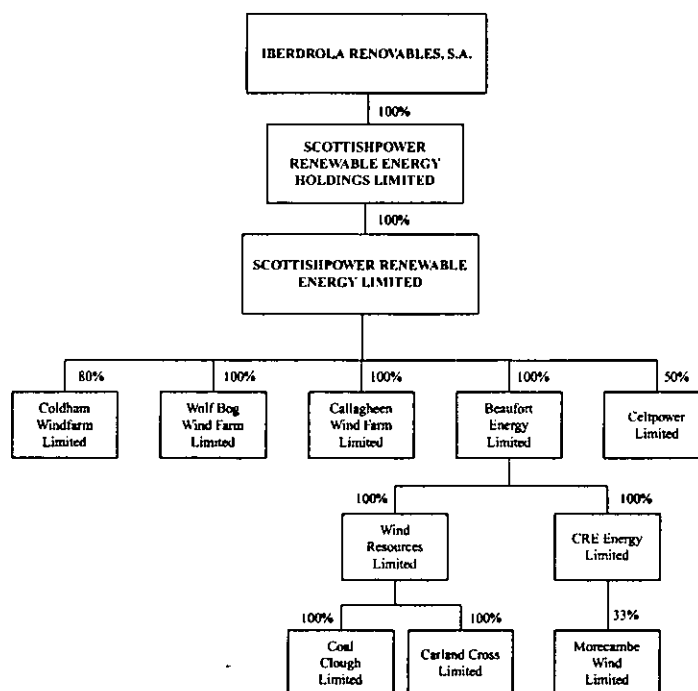 IBERDROLA RENOVABLES, S.A.
100%
SCOTTISHPOWER
RENEWABLE ENERGY
HOLDINGS LIMITED
100%
SCOTTISHPOWER RENEWABLE
ENERGY LIMITED
80%
100%
100%
100%
50%
Coldham
Windfarm
Limited
Wolf Bog
Wind Farm
Limited
Callagheen
Wind Farm
Limited
Beaufort
Energy
Limited
Celtpower
Limited
100%
100%
Wind
Resources
Limited
CRE Energy
Limited
100%
100%
33%
Coal
Clough
Limited
Carland Cross
Limited
Morecambe
Wind
Limited